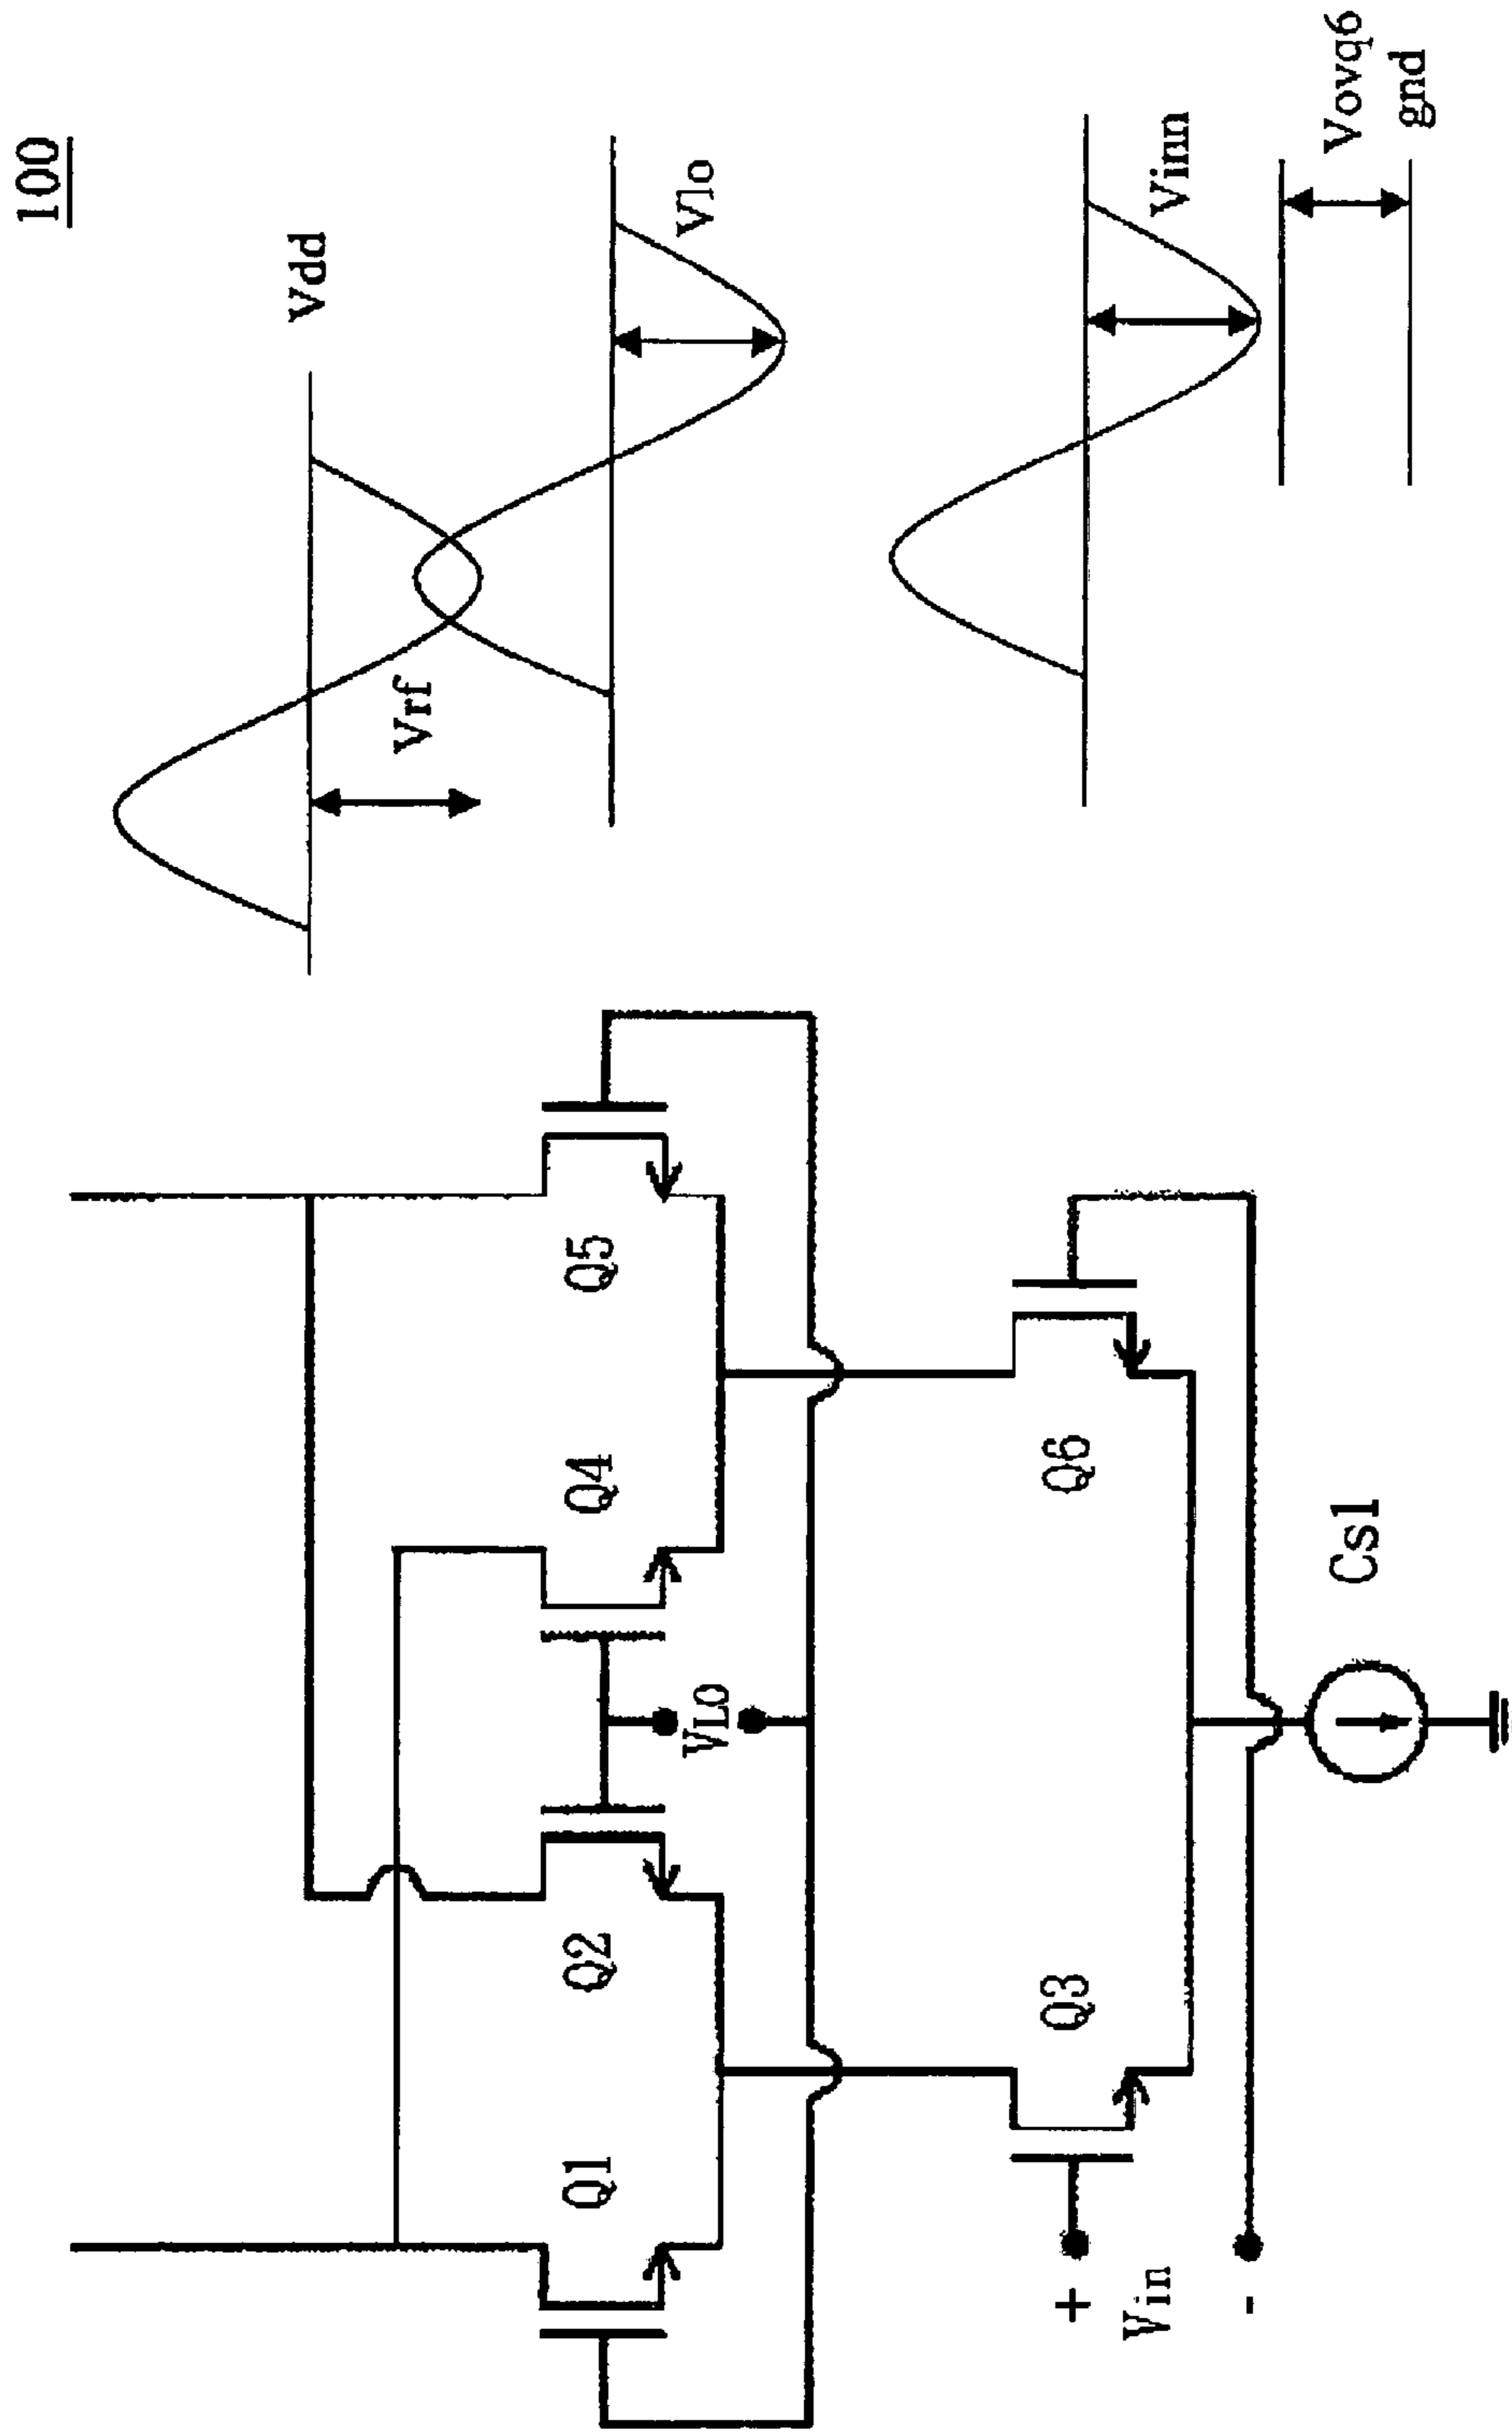 100
Vdd
Vrf
Vlo
Vinn
Vovq6
gnd
Q1
Q2
Q4
Q5
VLO
Q3
Q6
+
Vin
-
Cs1